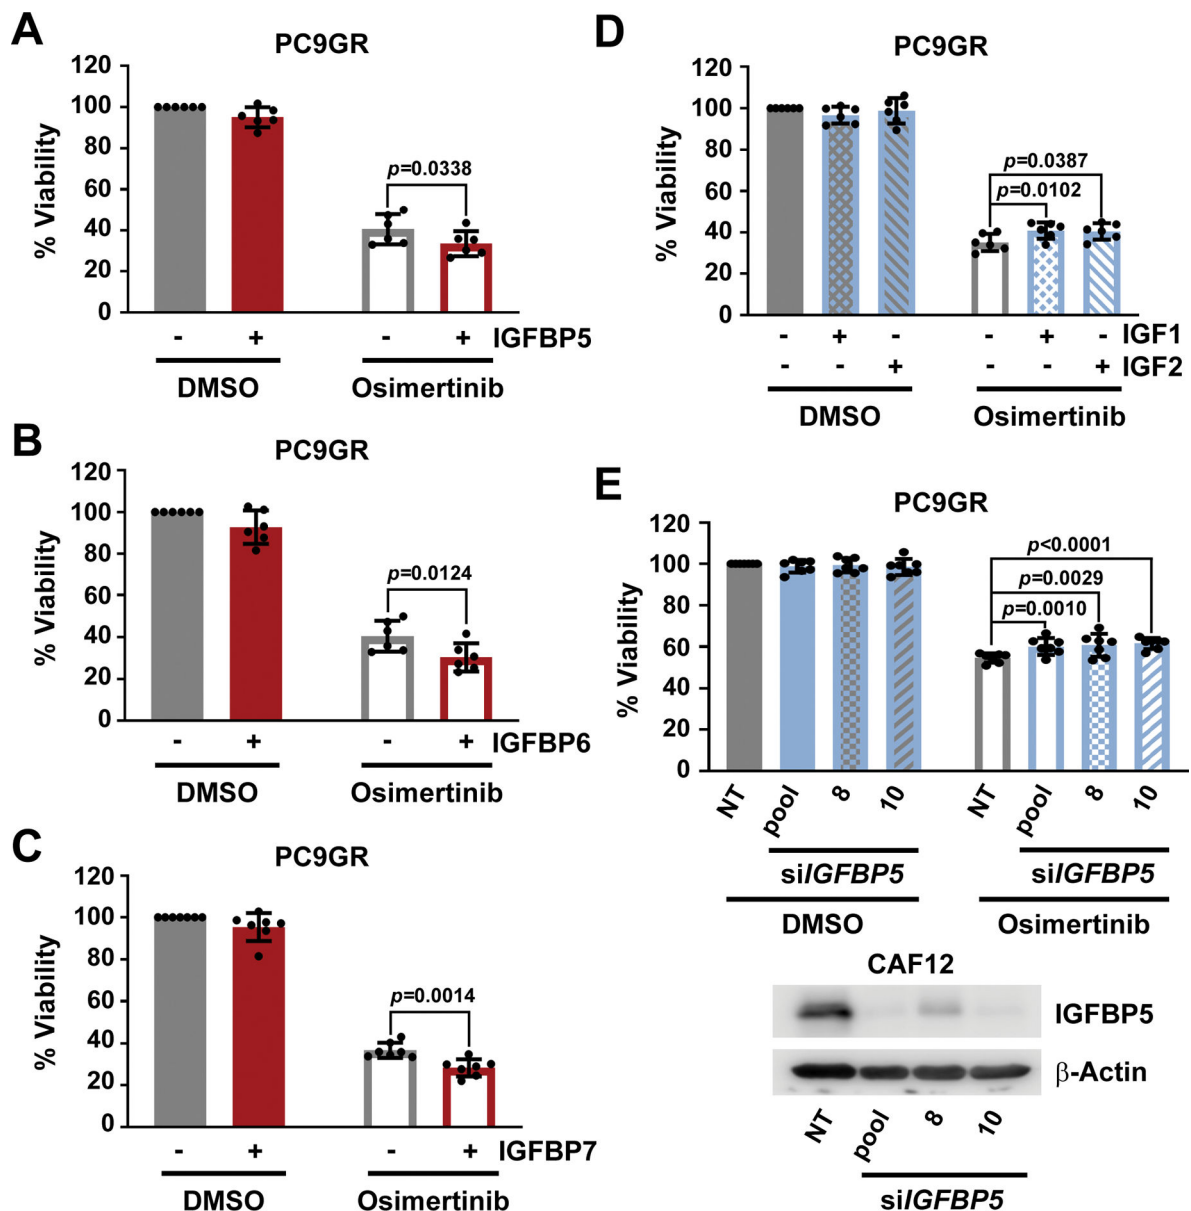 A
PC9GR
% Viability
120
100
80
60
40
20
0
p=0.0338
- + - + IGFBP5
DMSO Osimertinib
B
PC9GR
% Viability
120
100
80
60
40
20
0
p=0.0124
- + - + IGFBP6
DMSO Osimertinib
C
PC9GR
% Viability
120
100
80
60
40
20
0
p=0.0014
- + - + IGFBP7
DMSO Osimertinib
D
PC9GR
% Viability
120
100
80
60
40
20
0
p=0.0387
p=0.0102
- + - - + - IGF1
- - + - - + IGF2
DMSO Osimertinib
E
PC9GR
% Viability
120
100
80
60
40
20
0
p<0.0001
p=0.0029
p=0.0010
NT pool 8 10 NT pool 8 10
siIGFBP5 siIGFBP5
DMSO Osimertinib
CAF12
IGFBP5
β-Actin
NT pool 8 10
siIGFBP5